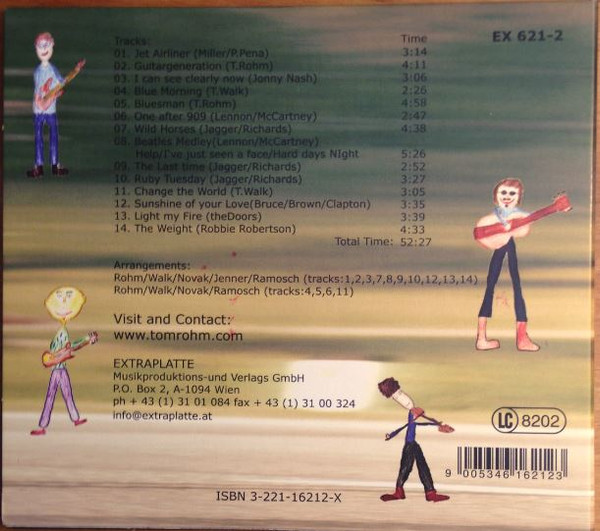 EX 621-2
Tracks: Time
01. Jet Airliner (Miller/P.Pena) 3:14
02. Guitargeneration (T.Rohm) 4:11
03. I can see clearly now (Jonny Nash) 3:06
04. Blue Morning (T.Walk) 2:26
05. Bluesman (T.Rohm) 4:58
06. One after 909 (Lennon/McCartney) 2:47
07. Wild Horses (Jagger/Richards) 4:38
08. Beatles Medley(Lennon/McCartney)
Help/I've just seen a face/Hard days NIght 5:26
09. The Last time (Jagger/Richards) 2:52
10. Ruby Tuesday (Jagger/Richards) 3:27
11. Change the World (T.Walk) 3:05
12. Sunshine of your Love(Bruce/Brown/Clapton) 3:35
13. Light my Fire (theDoors) 3:39
14. The Weight (Robbie Robertson) 4:33
Total Time: 52:27
Arrangements:
Rohm/Walk/Novak/Jenner/Ramosch (tracks:1,2,3,7,8,9,10,12,13,14)
Rohm/Walk/Novak/Ramosch (tracks:4,5,6,11)
Visit and Contact:
www.tomrohm.com
EXTRAPLATTE
Musikproduktions-und Verlags GmbH
P.O. Box 2, A-1094 Wien
ph + 43 (1) 31 01 084 fax + 43 (1) 31 00 324
info@extraplatte.at
LC 8202
9 005346 162123
ISBN 3-221-16212-X